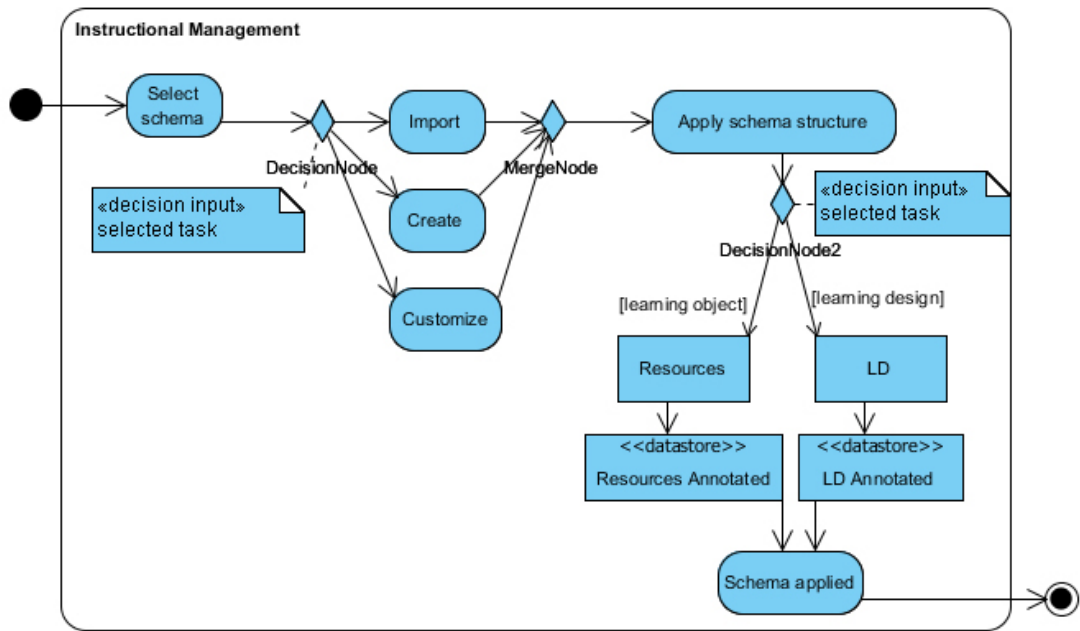 Instructional Management
Select
schema
Import
Apply schema structure
DecisionNode
MergeNode
«decision input»
selected task
«decision input»
selected task
Create
DecisionNode2
Customize
[learning object]
[learning design]
Resources
LD
<<datastore>>
Resources Annotated
<<datastore>>
LD Annotated
Schema applied